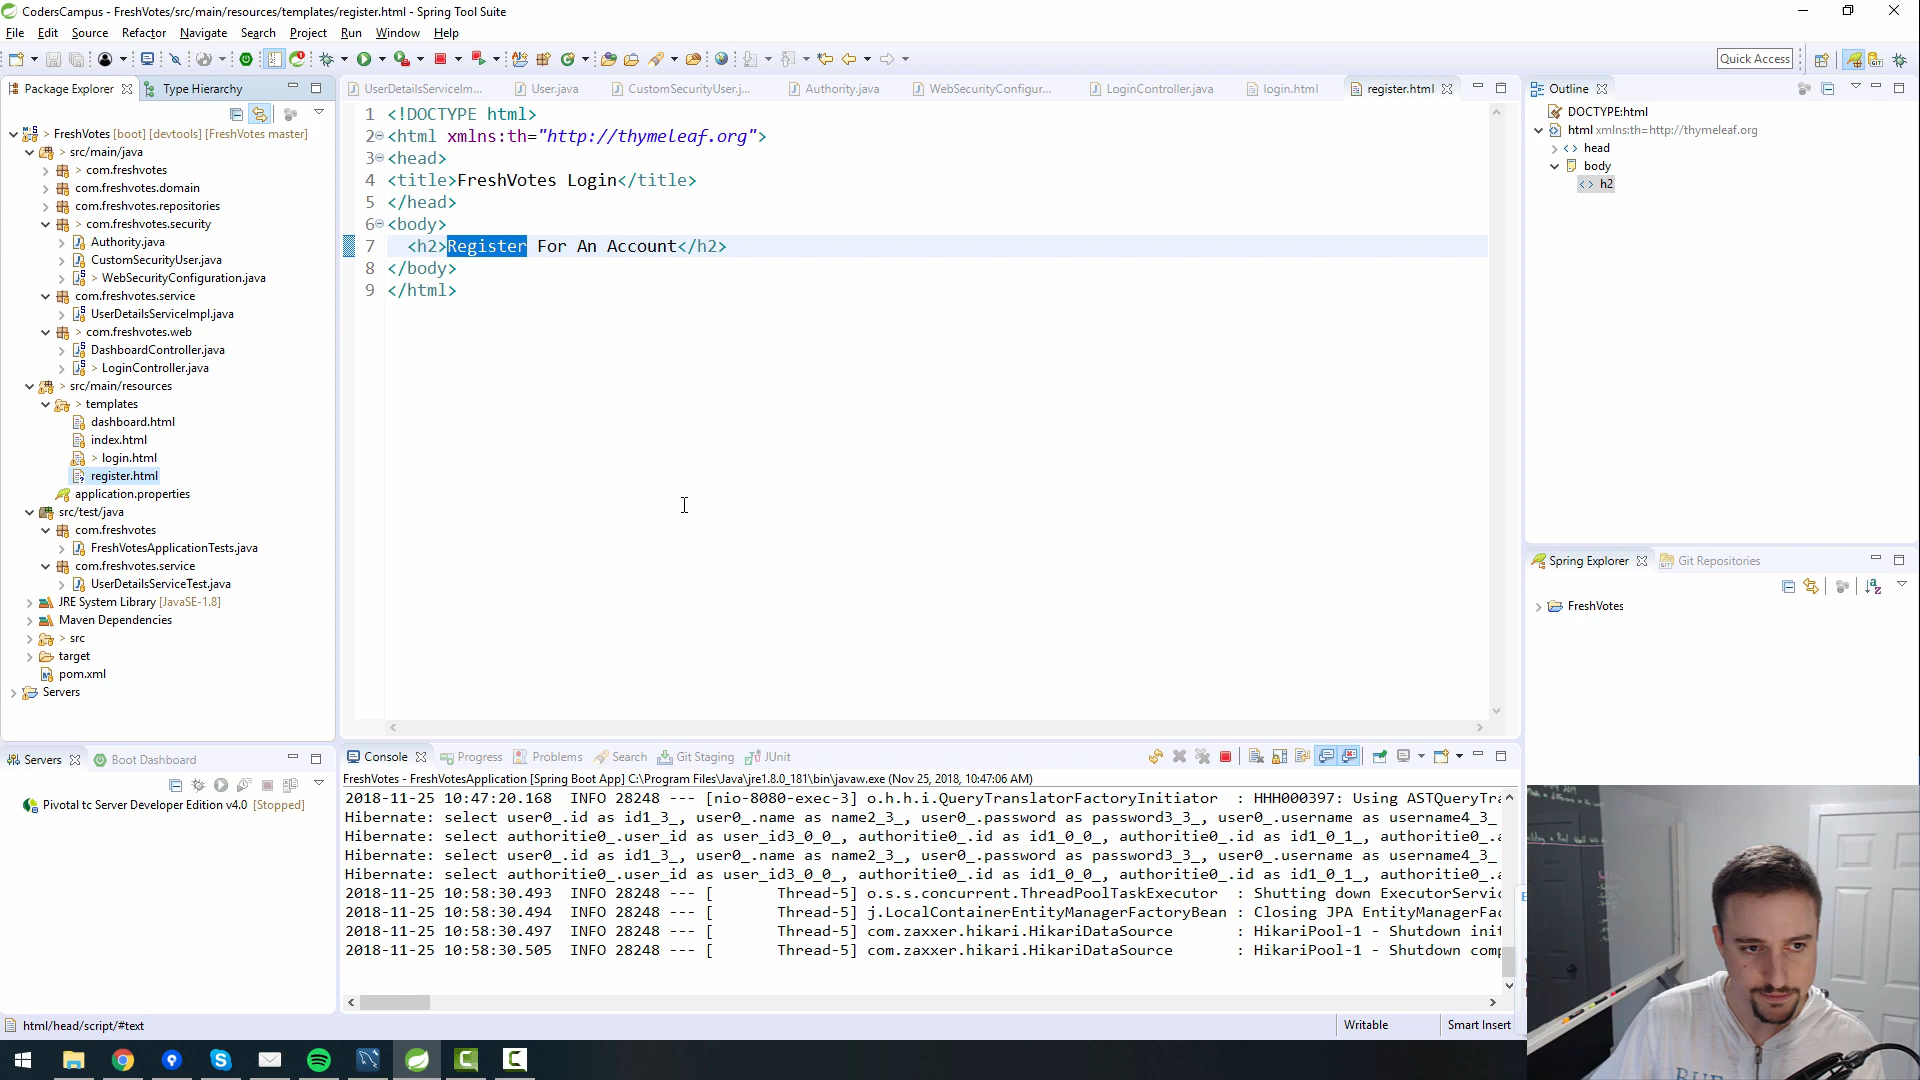 CodersCampus - FreshVotes/src/main/resources/templates/register.html - Spring Tool Suite
File Edit Source Refactor Navigate Search Project Run Window Help
Quick Access
Package Explorer
Type Hierarchy
> FreshVotes [boot] [devtools] [FreshVotes master]
> src/main/java
> com.freshvotes
com.freshvotes.domain
com.freshvotes.repositories
> com.freshvotes.security
Authority.java
CustomSecurityUser.java
> WebSecurityConfiguration.java
com.freshvotes.service
UserDetailsServiceImpl.java
> com.freshvotes.web
DashboardController.java
> LoginController.java
> src/main/resources
> templates
dashboard.html
index.html
> login.html
register.html
application.properties
src/test/java
com.freshvotes
FreshVotesApplicationTests.java
com.freshvotes.service
UserDetailsServiceTest.java
JRE System Library [JavaSE-1.8]
Maven Dependencies
> src
target
pom.xml
Servers
UserDetailsServiceIm... User.java CustomSecurityUser.j... Authority.java WebSecurityConfigur... LoginController.java login.html register.html
1 <!DOCTYPE html>
2 <html xmlns:th="http://thymeleaf.org">
3 <head>
4 <title>FreshVotes Login</title>
5 </head>
6 <body>
7 <h2>Register For An Account</h2>
8 </body>
9 </html>
Outline
DOCTYPE:html
html xmlns:th=http://thymeleaf.org
head
body
h2
Spring Explorer
Git Repositories
FreshVotes
Servers
Boot Dashboard
Pivotal tc Server Developer Edition v4.0 [Stopped]
Console Progress Problems Search Git Staging JUnit
FreshVotes - FreshVotesApplication [Spring Boot App] C:\Program Files\Java\jre1.8.0_181\bin\javaw.exe (Nov 25, 2018, 10:47:06 AM)
2018-11-25 10:47:20.168 INFO 28248 --- [nio-8080-exec-3] o.h.h.i.QueryTranslatorFactoryInitiator : HHH000397: Using ASTQueryTra
Hibernate: select user0_.id as id1_3_, user0_.name as name2_3_, user0_.password as password3_3_, user0_.username as username4_3_
Hibernate: select authoritie0_.user_id as user_id3_0_0_, authoritie0_.id as id1_0_0_, authoritie0_.id as id1_0_1_, authoritie0_.a
Hibernate: select user0_.id as id1_3_, user0_.name as name2_3_, user0_.password as password3_3_, user0_.username as username4_3_
Hibernate: select authoritie0_.user_id as user_id3_0_0_, authoritie0_.id as id1_0_0_, authoritie0_.id as id1_0_1_, authoritie0_.a
2018-11-25 10:58:30.493 INFO 28248 --- [ Thread-5] o.s.s.concurrent.ThreadPoolTaskExecutor : Shutting down ExecutorServic
2018-11-25 10:58:30.494 INFO 28248 --- [ Thread-5] j.LocalContainerEntityManagerFactoryBean : Closing JPA EntityManagerFac
2018-11-25 10:58:30.497 INFO 28248 --- [ Thread-5] com.zaxxer.hikari.HikariDataSource : HikariPool-1 - Shutdown init
2018-11-25 10:58:30.505 INFO 28248 --- [ Thread-5] com.zaxxer.hikari.HikariDataSource : HikariPool-1 - Shutdown comp
html/head/script/#text
Writable
Smart Insert